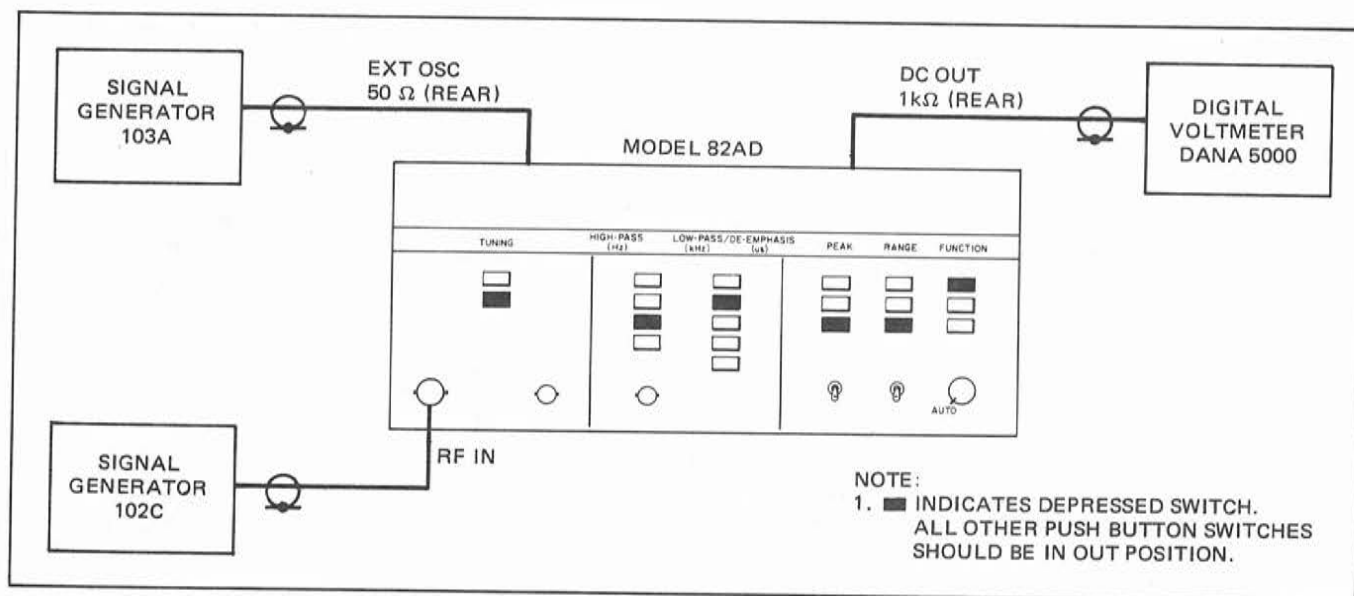 SIGNAL
GENERATOR
103A
EXT OSC
50 Ω (REAR)
DC OUT
1kΩ (REAR)
DIGITAL
VOLTMETER
DANA 5000
MODEL 82AD
TUNING
HIGH-PASS
(Hz)
LOW-PASS/DE-EMPHASIS
(kHz) (us)
PEAK
RANGE
FUNCTION
AUTO
RF IN
SIGNAL
GENERATOR
102C
NOTE:
1. ■ INDICATES DEPRESSED SWITCH.
ALL OTHER PUSH BUTTON SWITCHES
SHOULD BE IN OUT POSITION.